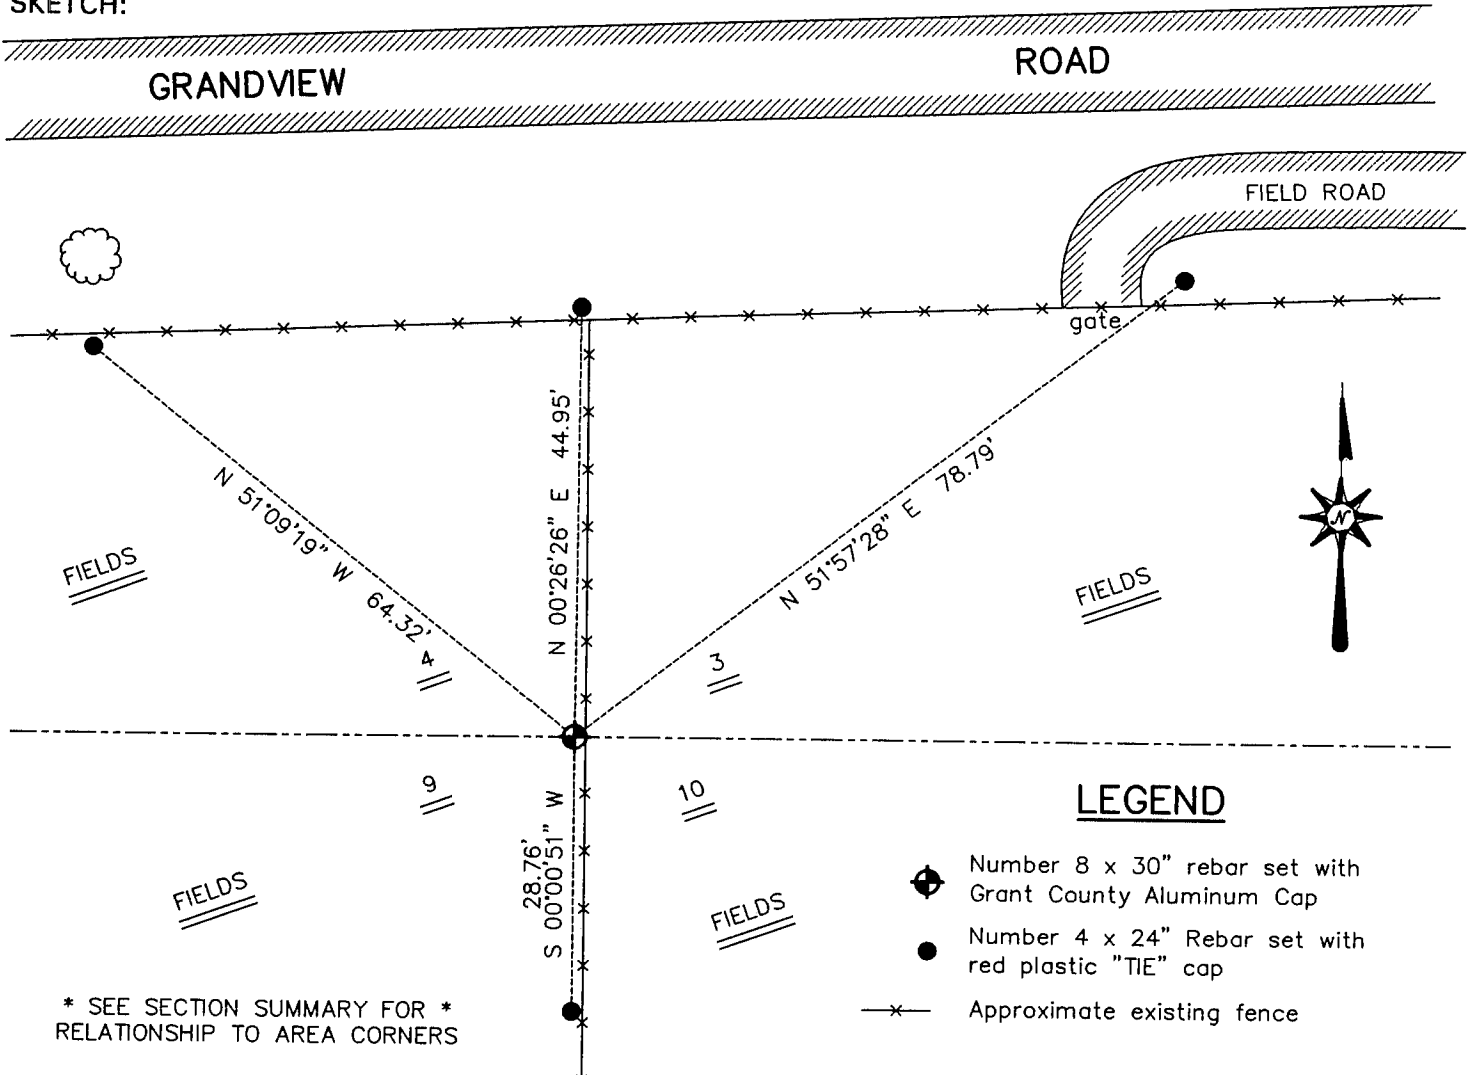 SKETCH:
GRANDVIEW ROAD
FIELD ROAD
gate
N 51°09'19" W 64.32'
N 00°26'26" E 44.95'
N 51°57'28" E 78.79'
N
FIELDS
FIELDS
4
3
9
10
28.76'
S 00°00'51" W
FIELDS
FIELDS
LEGEND
Number 8 x 30" rebar set with
Grant County Aluminum Cap
Number 4 x 24" Rebar set with
red plastic "TIE" cap
Approximate existing fence
* SEE SECTION SUMMARY FOR *
RELATIONSHIP TO AREA CORNERS